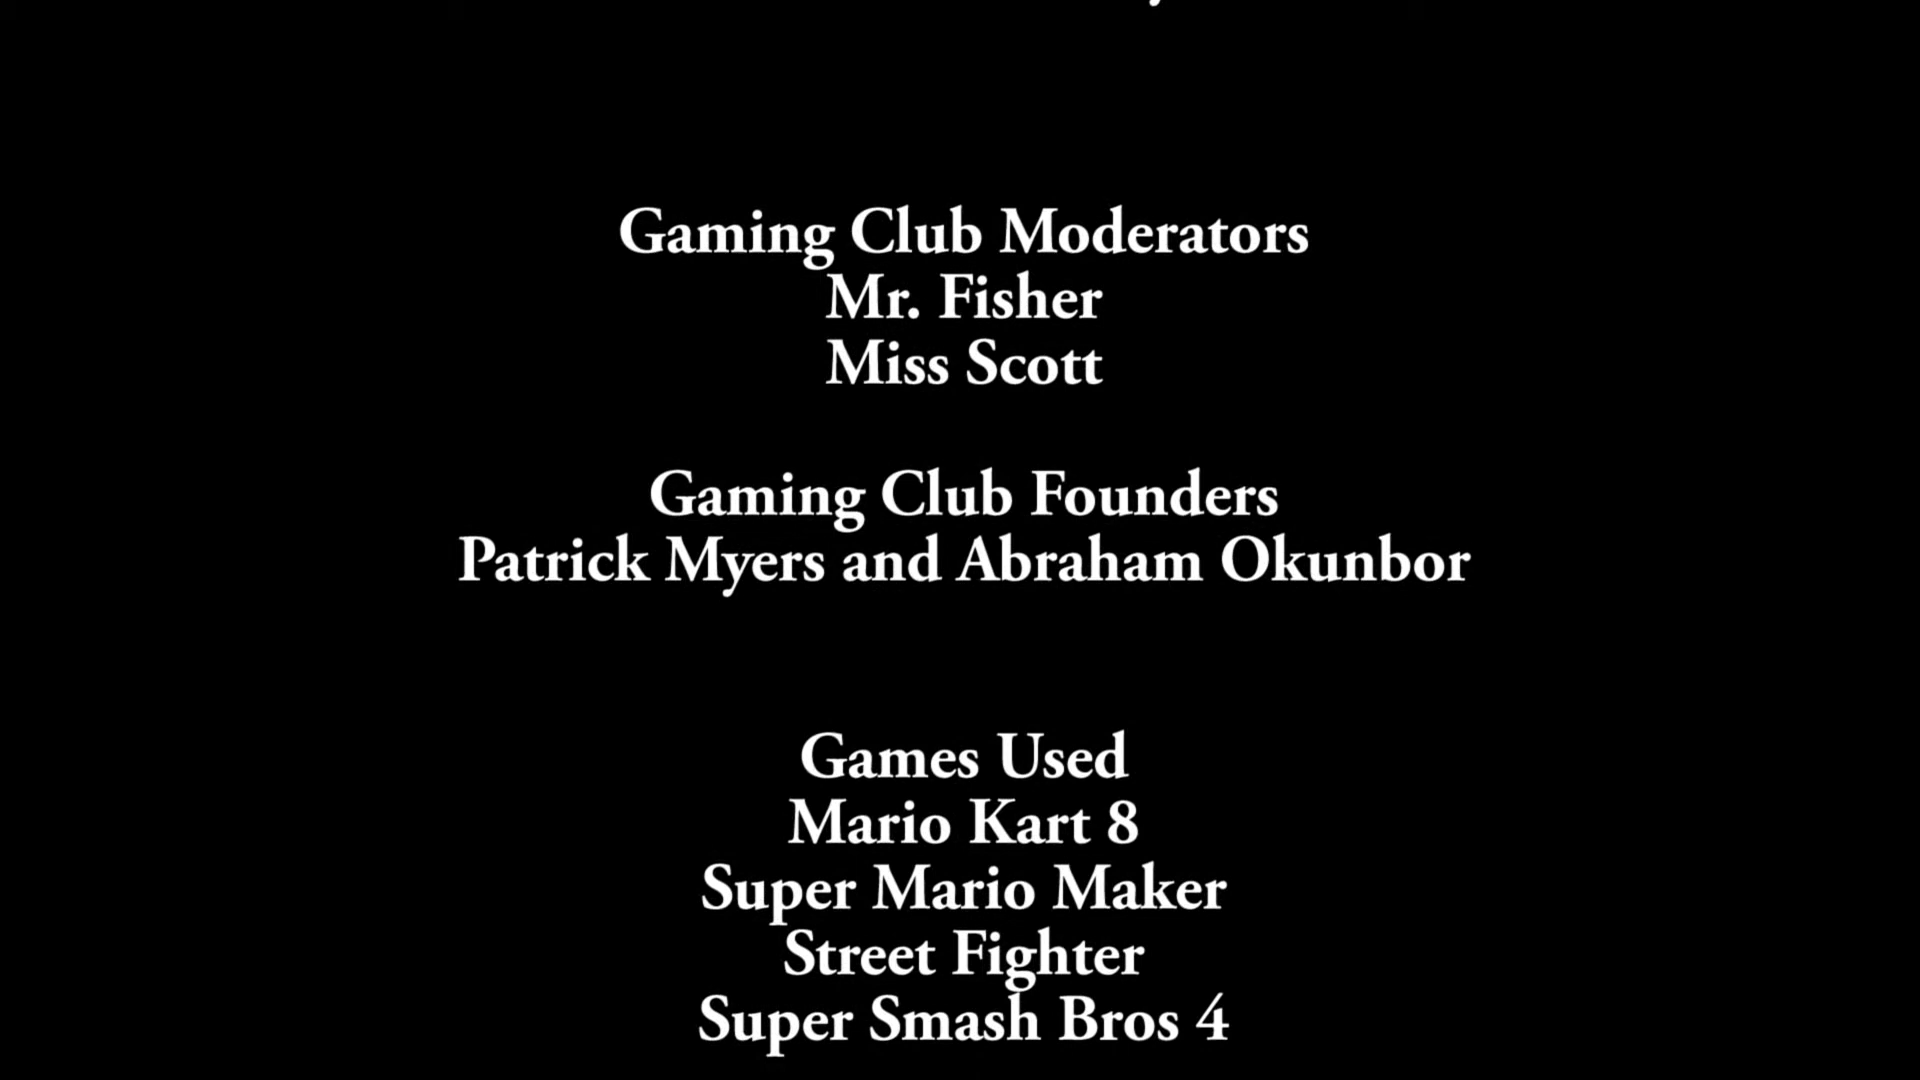 Gaming Club Moderators
Mr. Fisher
Miss Scott
Gaming Club Founders
Patrick Myers and Abraham Okunbor
Games Used
Mario Kart 8
Super Mario Maker
Street Fighter
Super Smash Bros 4